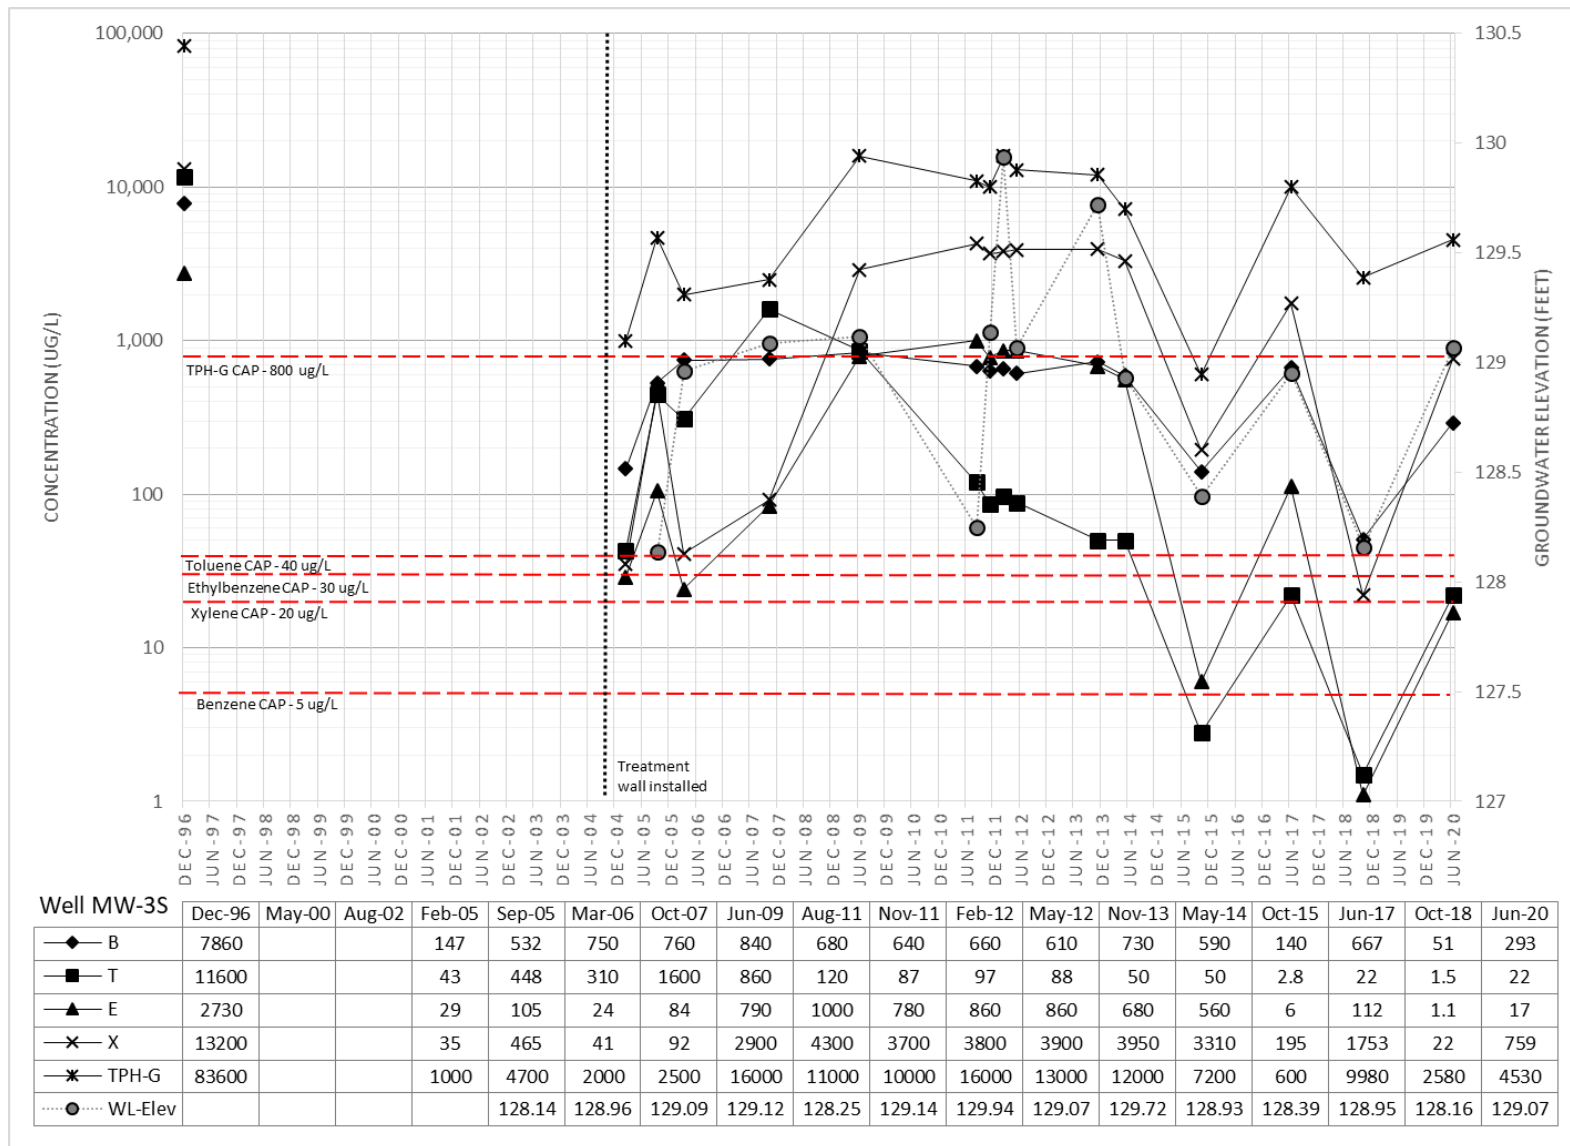 100,000
10,000
1,000
100
10
1
CONCENTRATION (UG/L)
130.5
130
129.5
129
128.5
128
127.5
127
GROUNDWATER ELEVATION (FEET)
TPH-G CAP - 800 ug/L
Toluene CAP - 40 ug/L
Ethylbenzene CAP - 30 ug/L
Xylene CAP - 20 ug/L
Benzene CAP - 5 ug/L
Treatment
wall installed
DEC-96
JUN-97
DEC-97
JUN-98
DEC-98
JUN-99
DEC-99
JUN-00
DEC-00
JUN-01
DEC-01
JUN-02
DEC-02
JUN-03
DEC-03
JUN-04
DEC-04
JUN-05
DEC-05
JUN-06
DEC-06
JUN-07
DEC-07
JUN-08
DEC-08
JUN-09
DEC-09
JUN-10
DEC-10
JUN-11
DEC-11
JUN-12
DEC-12
JUN-13
DEC-13
JUN-14
DEC-14
JUN-15
DEC-15
JUN-16
DEC-16
JUN-17
DEC-17
JUN-18
DEC-18
JUN-19
DEC-19
JUN-20
Well MW-3S Dec-96 May-00 Aug-02 Feb-05 Sep-05 Mar-06 Oct-07 Jun-09 Aug-11 Nov-11 Feb-12 May-12 Nov-13 May-14 Oct-15 Jun-17 Oct-18 Jun-20
B 7860 147 532 750 760 840 680 640 660 610 730 590 140 667 51 293
T 11600 43 448 310 1600 860 120 87 97 88 50 50 2.8 22 1.5 22
E 2730 29 105 24 84 790 1000 780 860 860 680 560 6 112 1.1 17
X 13200 35 465 41 92 2900 4300 3700 3800 3900 3950 3310 195 1753 22 759
TPH-G 83600 1000 4700 2000 2500 16000 11000 10000 16000 13000 12000 7200 600 9980 2580 4530
WL-Elev 128.14 128.96 129.09 129.12 128.25 129.14 129.94 129.07 129.72 128.93 128.39 128.95 128.16 129.07